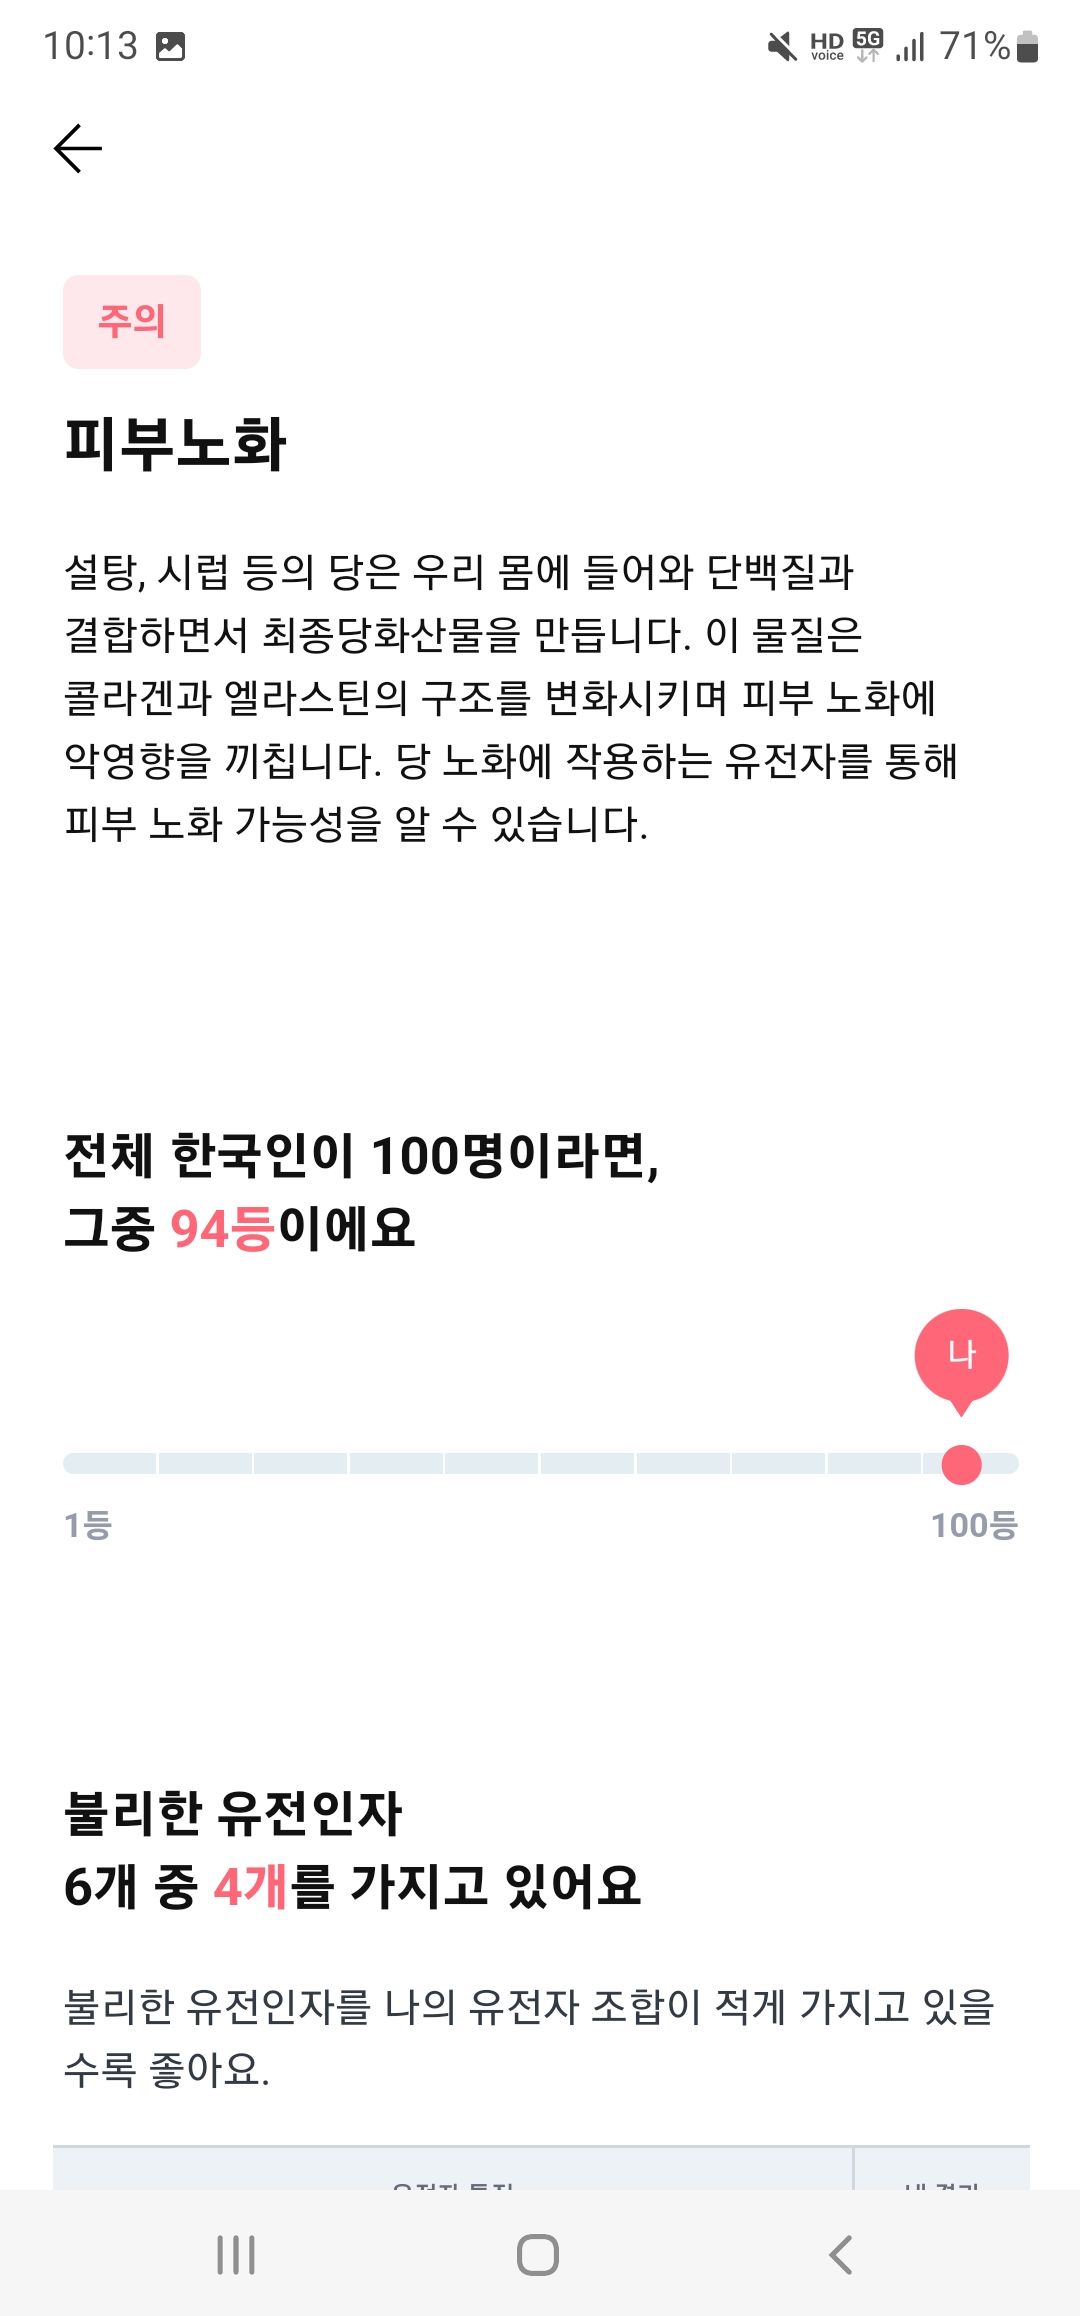 10:13
HD voice 5G 71%
주의
피부노화
설탕, 시럽 등의 당은 우리 몸에 들어와 단백질과
결합하면서 최종당화산물을 만듭니다. 이 물질은
콜라겐과 엘라스틴의 구조를 변화시키며 피부 노화에
악영향을 끼칩니다. 당 노화에 작용하는 유전자를 통해
피부 노화 가능성을 알 수 있습니다.
전체 한국인이 100명이라면,
그중 94등이에요
나
1등 100등
불리한 유전인자
6개 중 4개를 가지고 있어요
불리한 유전인자를 나의 유전자 조합이 적게 가지고 있을
수록 좋아요.